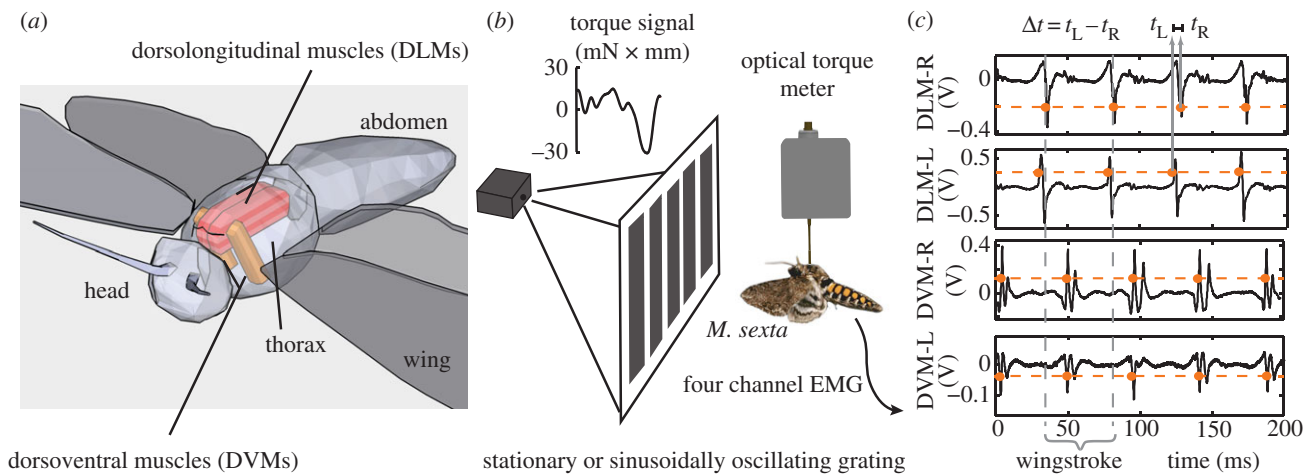 (a)
dorsolongitudinal muscles (DLMs)
abdomen
head
thorax
wing
dorsoventral muscles (DVMs)
(b)
torque signal
(mN × mm)
30
0
−30
optical torque
meter
M. sexta
four channel EMG
stationary or sinusoidally oscillating grating
(c)
Δt = tL − tR
tL tR
DLM-R
(V)
0
−0.4
DLM-L
(V)
0.5
0
−0.5
DVM-R
(V)
0.4
0
DVM-L
(V)
0
−0.1
0 50 100 150 200
wingstroke
time (ms)